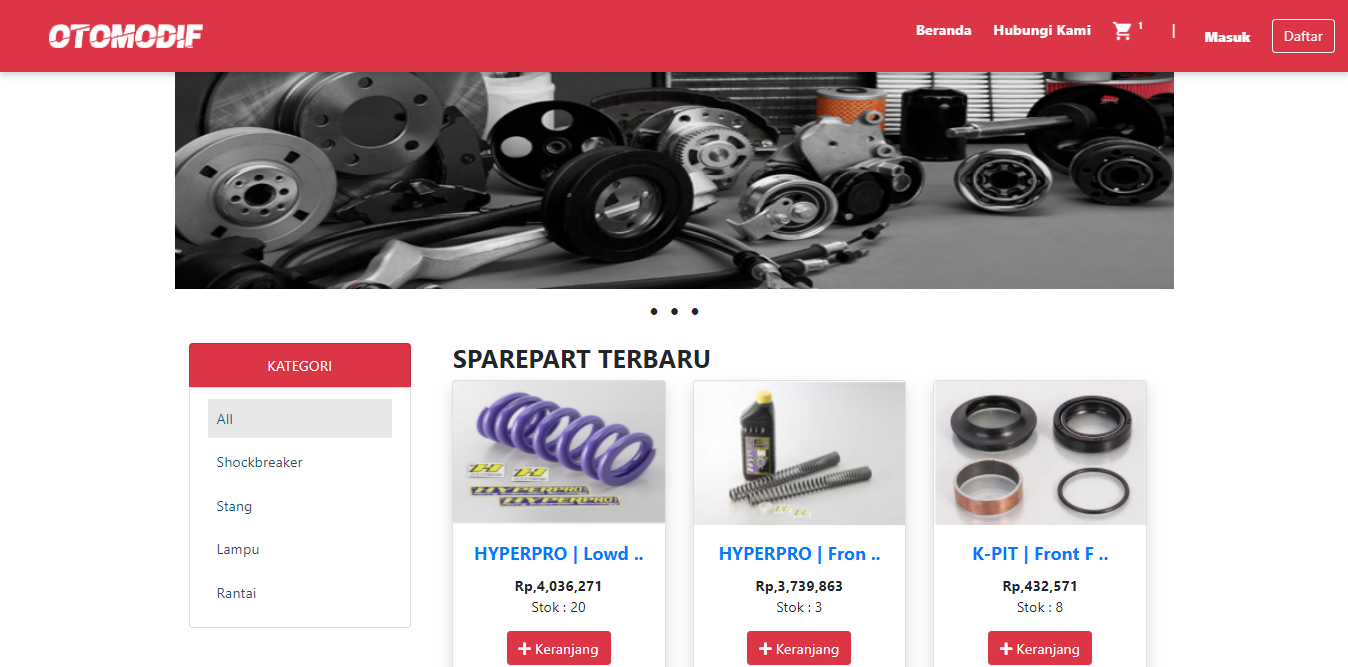 OTOMODIF
Beranda Hubungi Kami 1 | Masuk Daftar
KATEGORI
All
Shockbreaker
Stang
Lampu
Rantai
SPAREPART TERBARU
HYPERPRO
HYPERPRO
HYPERPRO | Lowd ..
Rp,4,036,271
Stok : 20
Keranjang
HYPERPRO | Fron ..
Rp,3,739,863
Stok : 3
Keranjang
K-PIT | Front F ..
Rp,432,571
Stok : 8
Keranjang